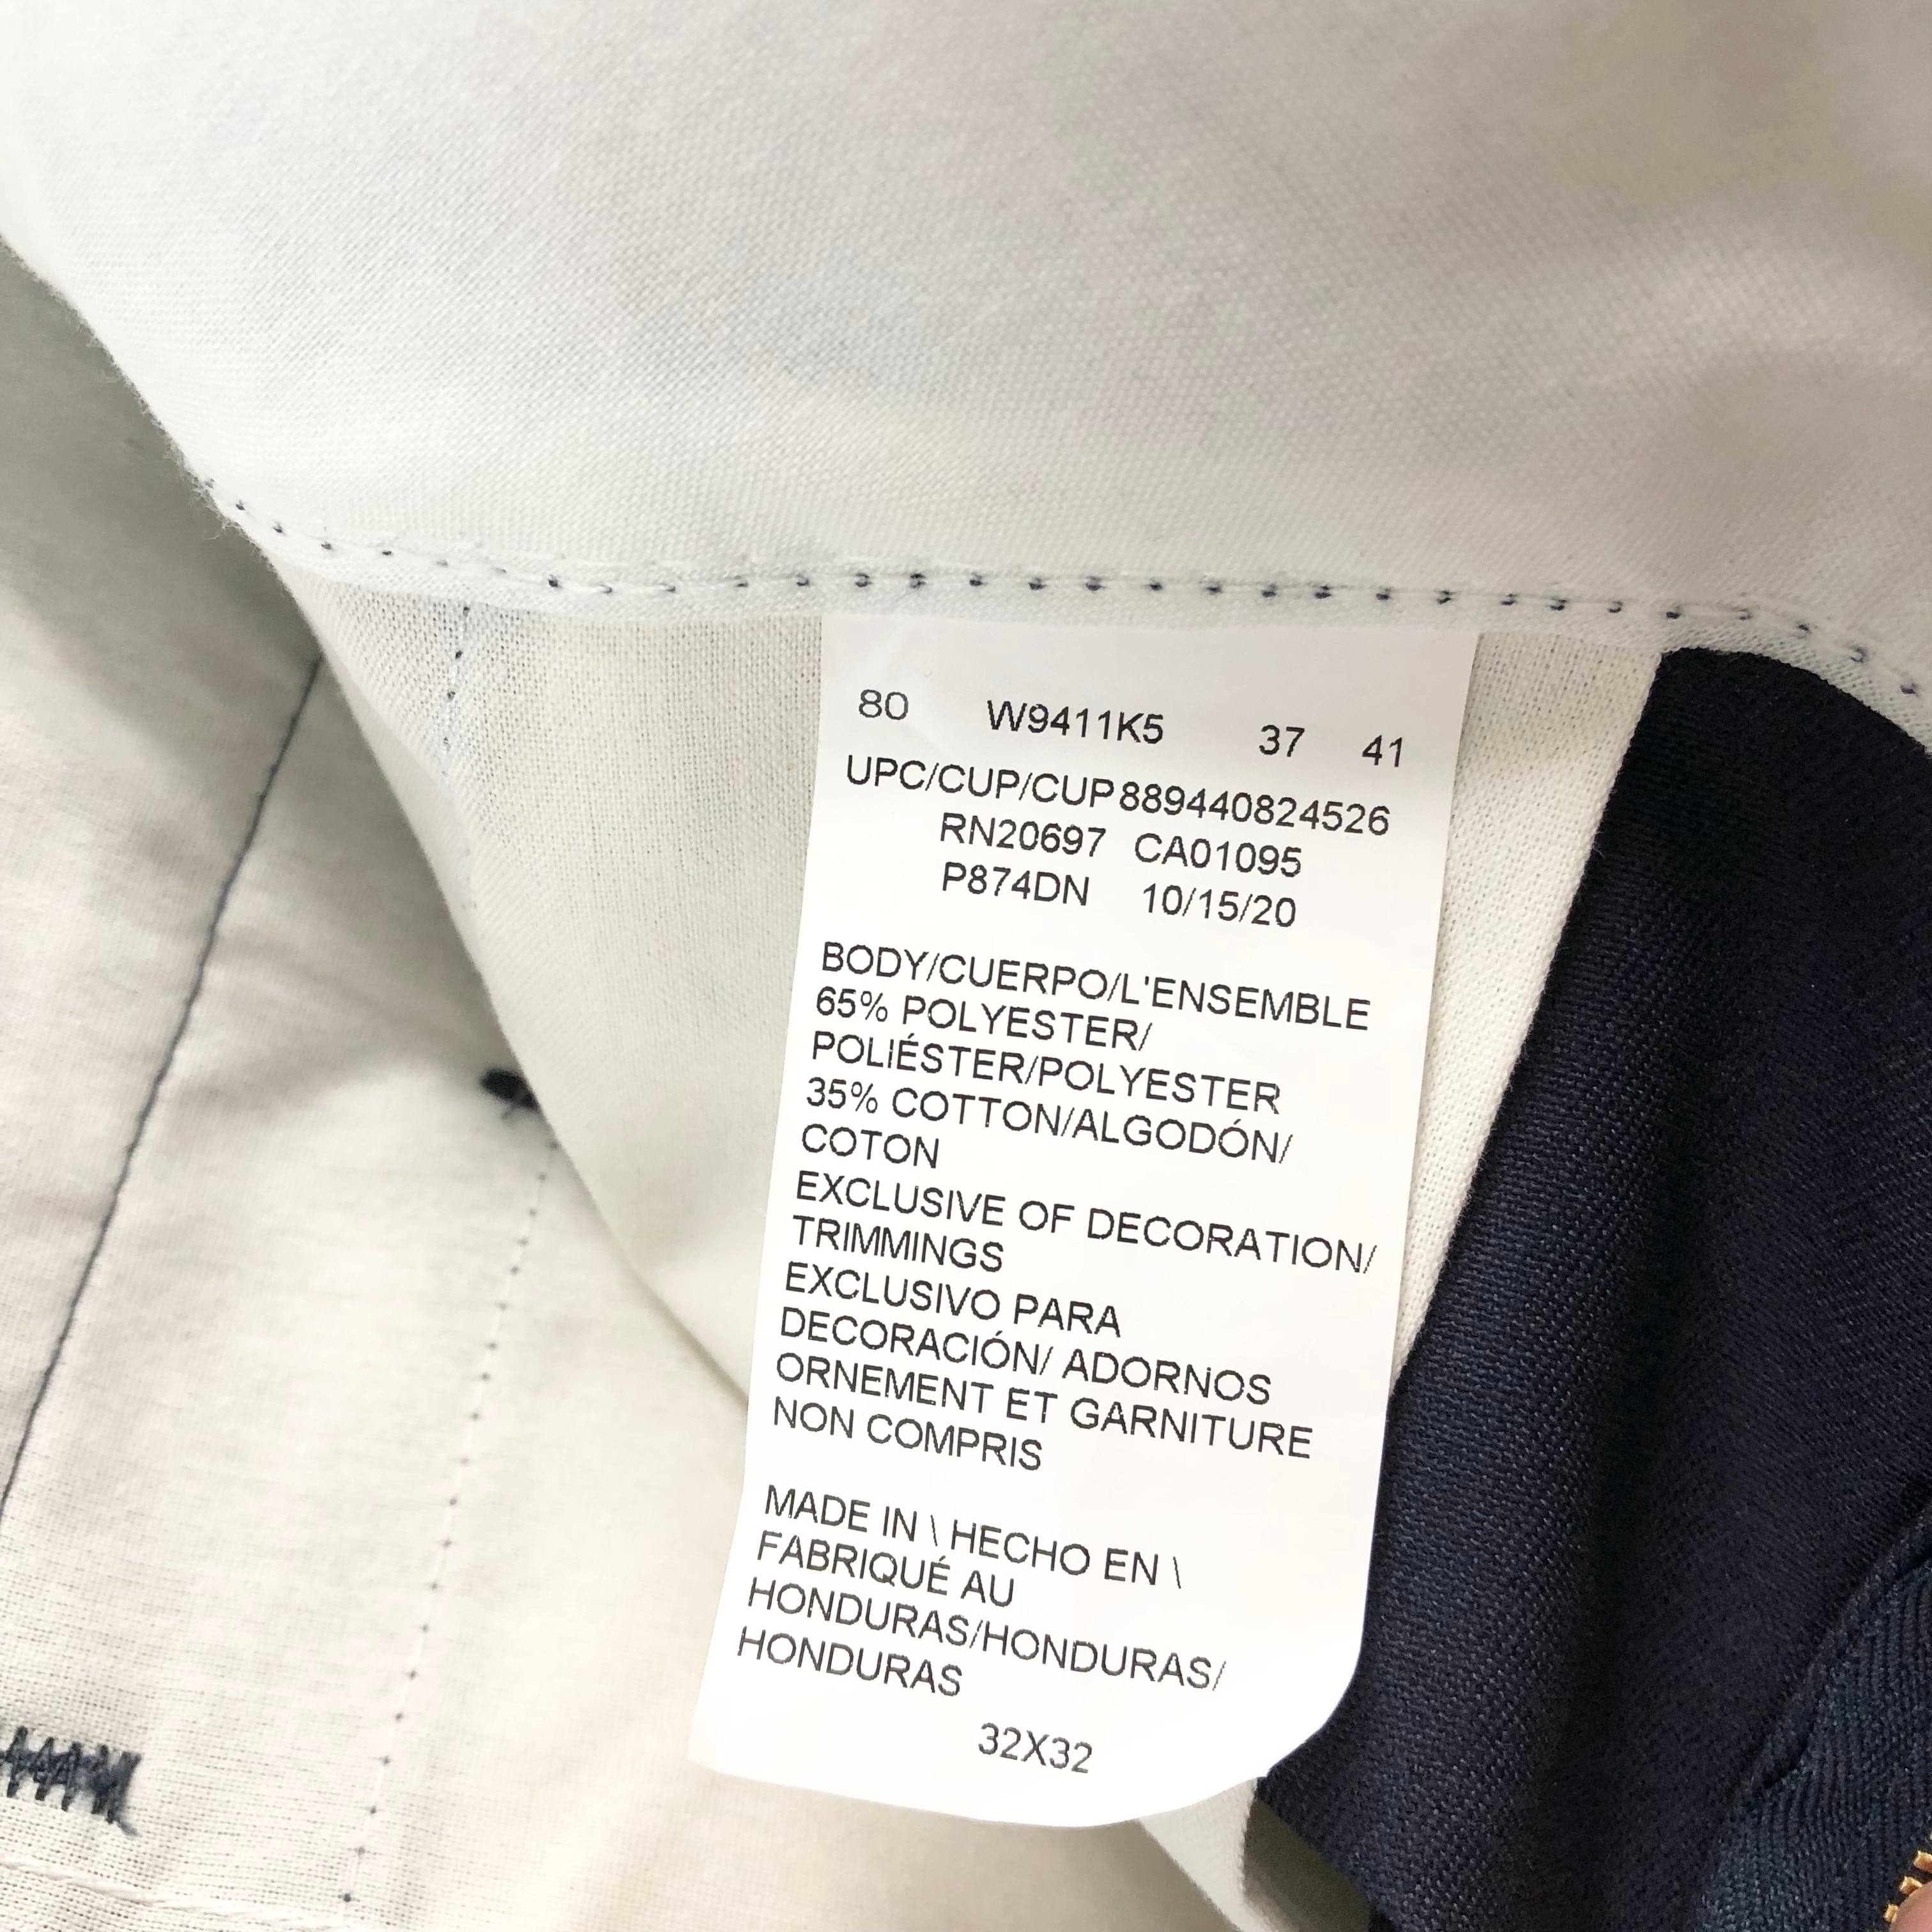 80 W9411K5 37 41
UPC/CUP/CUP889440824526
RN20697 CA01095
P874DN 10/15/20
BODY/CUERPO/L'ENSEMBLE
65% POLYESTER/
POLIÉSTER/POLYESTER
35% COTTON/ALGODÓN/
COTON
EXCLUSIVE OF DECORATION/
TRIMMINGS
EXCLUSIVO PARA
DECORACIÓN/ ADORNOS
ORNEMENT ET GARNITURE
NON COMPRIS
MADE IN \ HECHO EN \
FABRIQUÉ AU
HONDURAS/HONDURAS/
HONDURAS
32X32